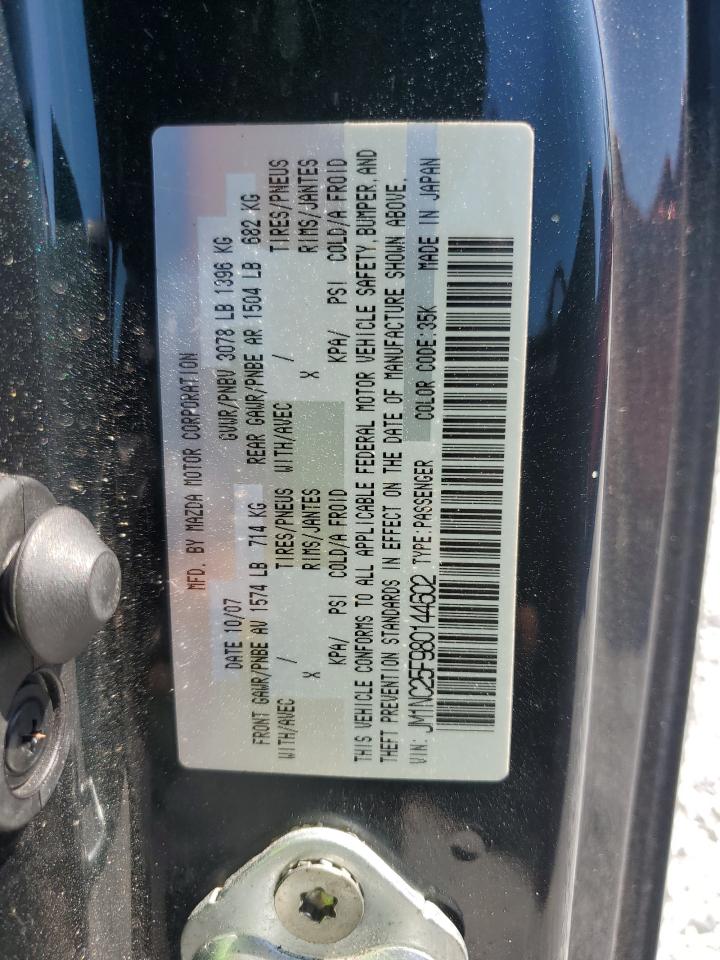 MFD. BY MAZDA MOTOR CORPORATION
DATE 10/07 GVWR/PNBV 3078 LB 1396 KG
FRONT GAWR/PNBE AV 1574 LB 714 KG REAR GAWR/PNBE AR 1504 LB 682 KG
WITH/AVEC / TIRES/PNEUS WITH/AVEC / TIRES/PNEUS
X RIMS/JANTES X RIMS/JANTES
KPA/ PSI COLD/A FROID KPA/ PSI COLD/A FROID
THIS VEHICLE CONFORMS TO ALL APPLICABLE FEDERAL MOTOR VEHICLE SAFETY, BUMPER, AND
THEFT PREVENTION STANDARDS IN EFFECT ON THE DATE OF MANUFACTURE SHOWN ABOVE.
VIN: JM1NC25F980144602 TYPE:PASSENGER COLOR CODE:35K MADE IN JAPAN